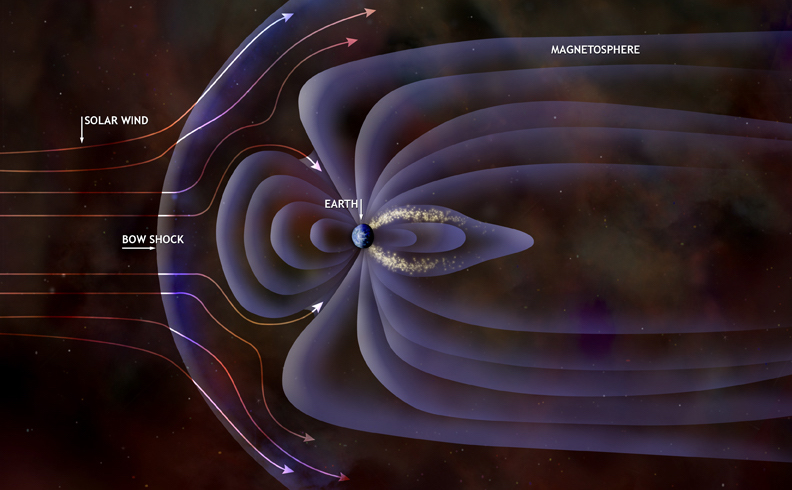 MAGNETOSPHERE
SOLAR WIND
EARTH
BOW SHOCK